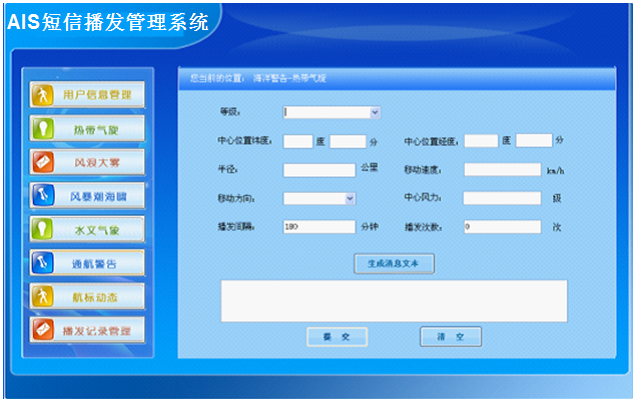 AIS短信播发管理系统
您当前的位置： 海洋警告-热带气旋
用户信息管理
热带气旋
风浪大雾
风暴潮海啸
水文气象
通航警告
航标动态
播发记录管理
等级：
中心位置纬度： 度 分 中心位置经度： 度 分
半径： 公里 移动速度： km/h
移动方向： 中心风力： 级
播发间隔： 180 分钟 播发次数： 0 次
生成消息文本
提 交 清 空